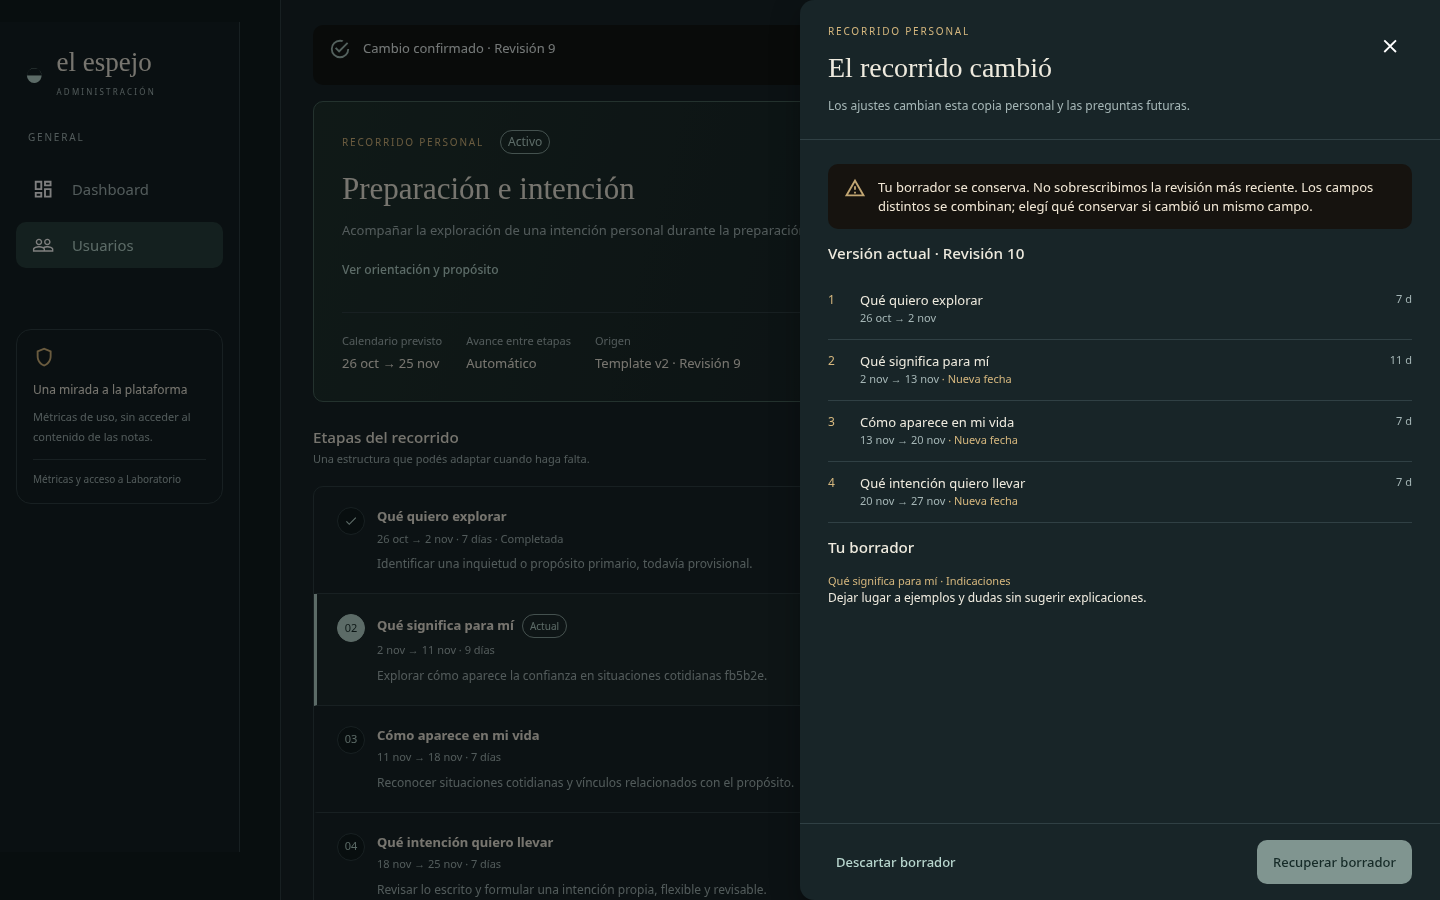 el espejo
ADMINISTRACIÓN
GENERAL
Dashboard
Usuarios
Una mirada a la plataforma
Métricas de uso, sin acceder al
contenido de las notas.
Métricas y acceso a Laboratorio
Cambio confirmado · Revisión 9
RECORRIDO PERSONAL
Activo
Preparación e intención
Acompañar la exploración de una intención personal durante la preparació
Ver orientación y propósito
Calendario previsto
26 oct → 25 nov
Avance entre etapas
Automático
Origen
Template v2 · Revisión 9
Etapas del recorrido
Una estructura que podés adaptar cuando haga falta.
Qué quiero explorar
26 oct → 2 nov · 7 días · Completada
Identificar una inquietud o propósito primario, todavía provisional.
02
Qué significa para mí
Actual
2 nov → 11 nov · 9 días
Explorar cómo aparece la confianza en situaciones cotidianas fb5b2e.
03
Cómo aparece en mi vida
11 nov → 18 nov · 7 días
Reconocer situaciones cotidianas y vínculos relacionados con el propósito.
04
Qué intención quiero llevar
18 nov → 25 nov · 7 días
Revisar lo escrito y formular una intención propia, flexible y revisable.
RECORRIDO PERSONAL
El recorrido cambió
Los ajustes cambian esta copia personal y las preguntas futuras.
Tu borrador se conserva. No sobrescribimos la revisión más reciente. Los campos
distintos se combinan; elegí qué conservar si cambió un mismo campo.
Versión actual · Revisión 10
1
Qué quiero explorar
7 d
26 oct → 2 nov
2
Qué significa para mí
11 d
2 nov → 13 nov · Nueva fecha
3
Cómo aparece en mi vida
7 d
13 nov → 20 nov · Nueva fecha
4
Qué intención quiero llevar
7 d
20 nov → 27 nov · Nueva fecha
Tu borrador
Qué significa para mí · Indicaciones
Dejar lugar a ejemplos y dudas sin sugerir explicaciones.
Descartar borrador
Recuperar borrador